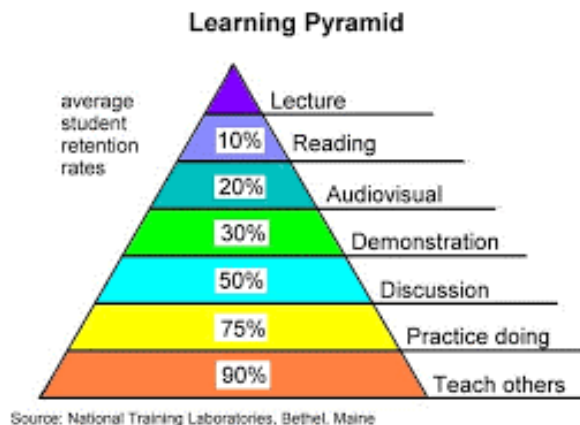 Learning Pyramid
average
student
retention
rates
Lecture
10% Reading
20% Audiovisual
30% Demonstration
50% Discussion
75% Practice doing
90% Teach others
Source: National Training Laboratories, Bethel, Maine